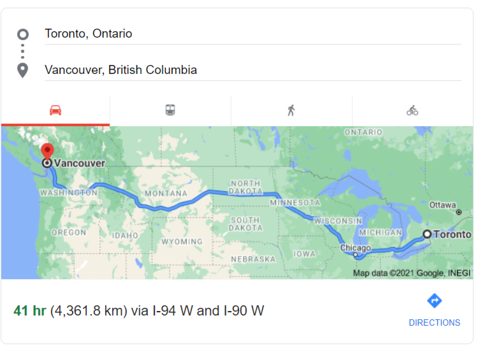 Toronto, Ontario
Vancouver, British Columbia
ONTARIO
Vancouver
WASHINGTON
MONTANA
NORTH
DAKOTA
MINNESOTA
Ottawa
OREGON
IDAHO
WYOMING
SOUTH
DAKOTA
WISCONSIN
MICHIGAN
Toronto
NEBRASKA
IOWA
Chicago
Map data ©2021 Google, INEGI
41 hr (4,361.8 km) via I-94 W and I-90 W
DIRECTIONS